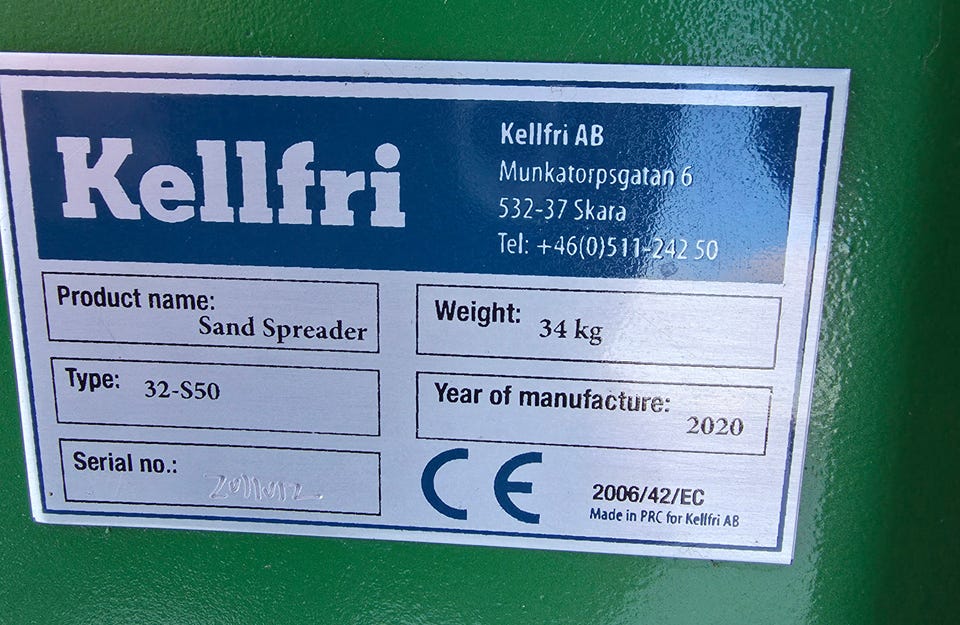 Kellfri
Kellfri AB
Munkatorpsgatan 6
532-37 Skara
Tel: +46(0)511-242 50
Product name:
Sand Spreader
Weight: 34 kg
Type: 32-S50
Year of manufacture:
2020
Serial no.:
CE
2006/42/EC
Made in PRC for Kellfri AB